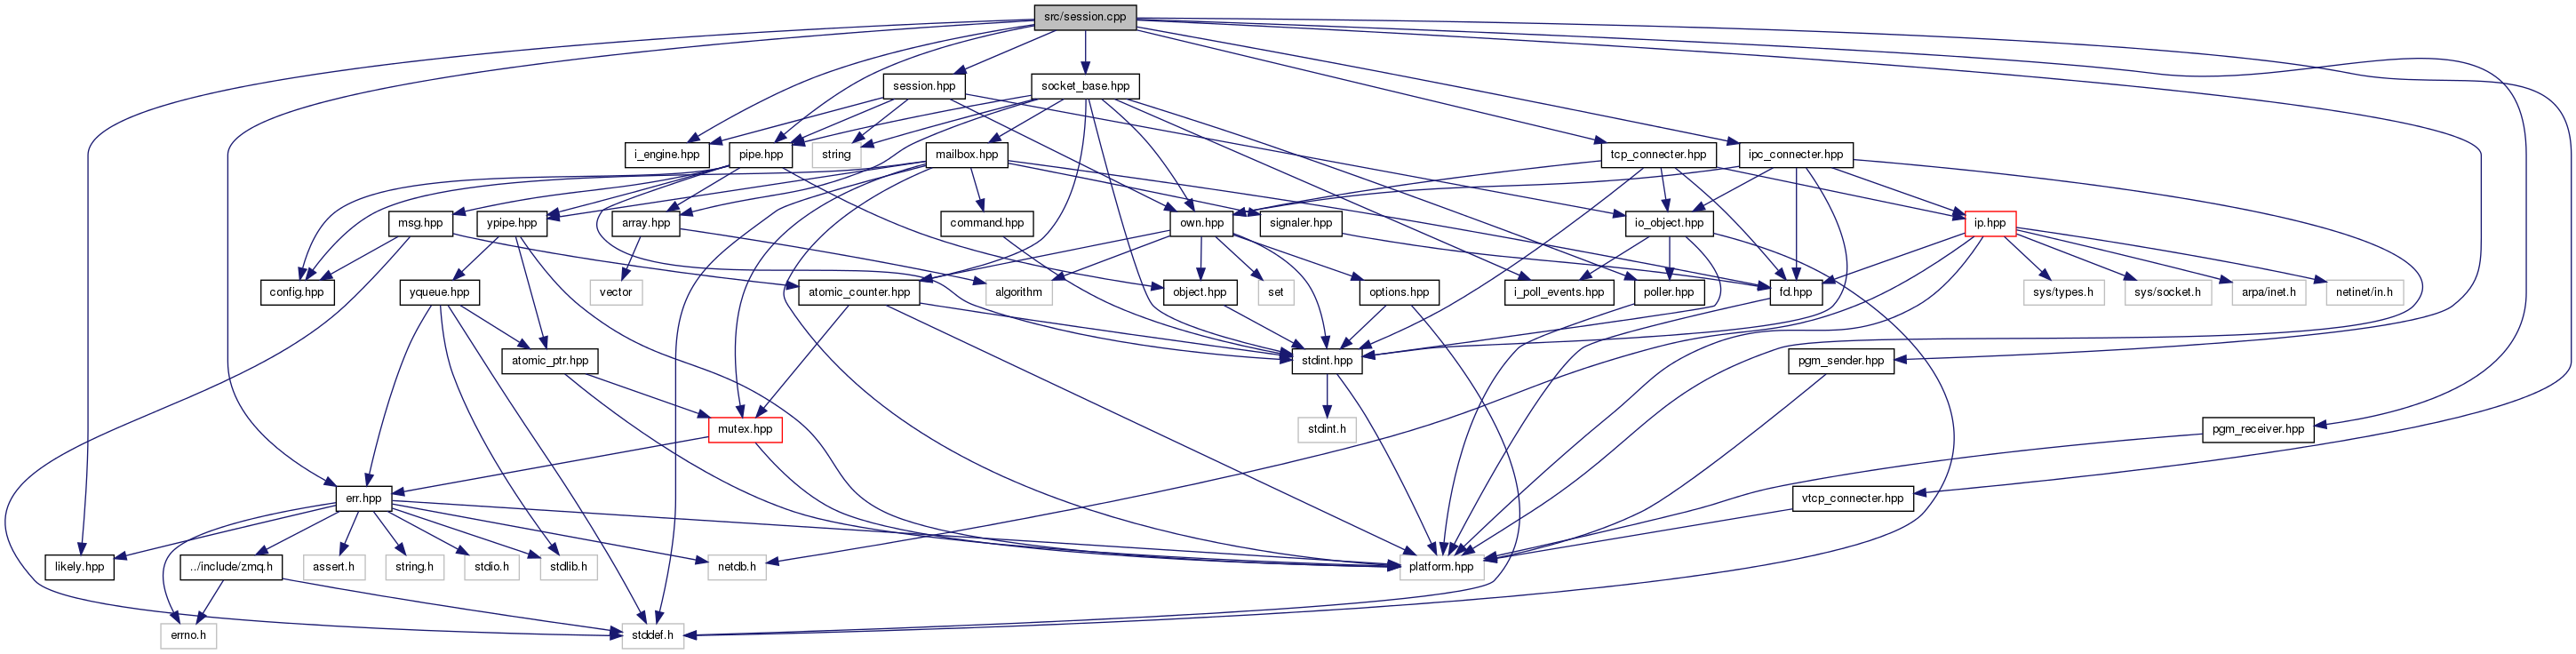 src/session.cpp
session.hpp
socket_base.hpp
i_engine.hpp
pipe.hpp
string
mailbox.hpp
tcp_connecter.hpp
ipc_connecter.hpp
msg.hpp
ypipe.hpp
array.hpp
command.hpp
own.hpp
signaler.hpp
io_object.hpp
ip.hpp
config.hpp
yqueue.hpp
vector
atomic_counter.hpp
algorithm
object.hpp
set
options.hpp
i_poll_events.hpp
poller.hpp
fd.hpp
sys/types.h
sys/socket.h
arpa/inet.h
netinet/in.h
atomic_ptr.hpp
stdint.hpp
pgm_sender.hpp
mutex.hpp
stdint.h
pgm_receiver.hpp
err.hpp
vtcp_connecter.hpp
likely.hpp
../include/zmq.h
assert.h
string.h
stdio.h
stdlib.h
netdb.h
platform.hpp
errno.h
stddef.h